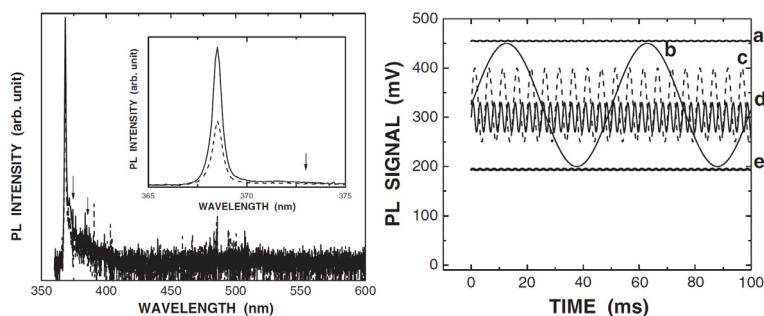 PL INTENSITY (arb. unit)
350 400 450 500 550 600
WAVELENGTH (nm)
PL INTENSITY (arb. unit)
365 370 375
WAVELENGTH (nm)
PL SIGNAL (mV)
500
400
300
200
100
0
0 20 40 60 80 100
TIME (ms)
a
b
c
d
e